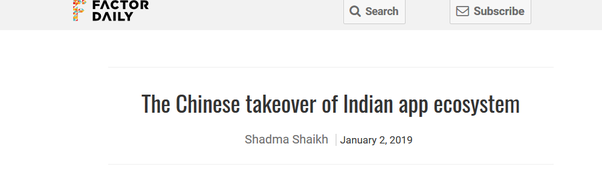 FACTOR
DAILY
Search
Subscribe
The Chinese takeover of Indian app ecosystem
Shadma Shaikh | January 2, 2019